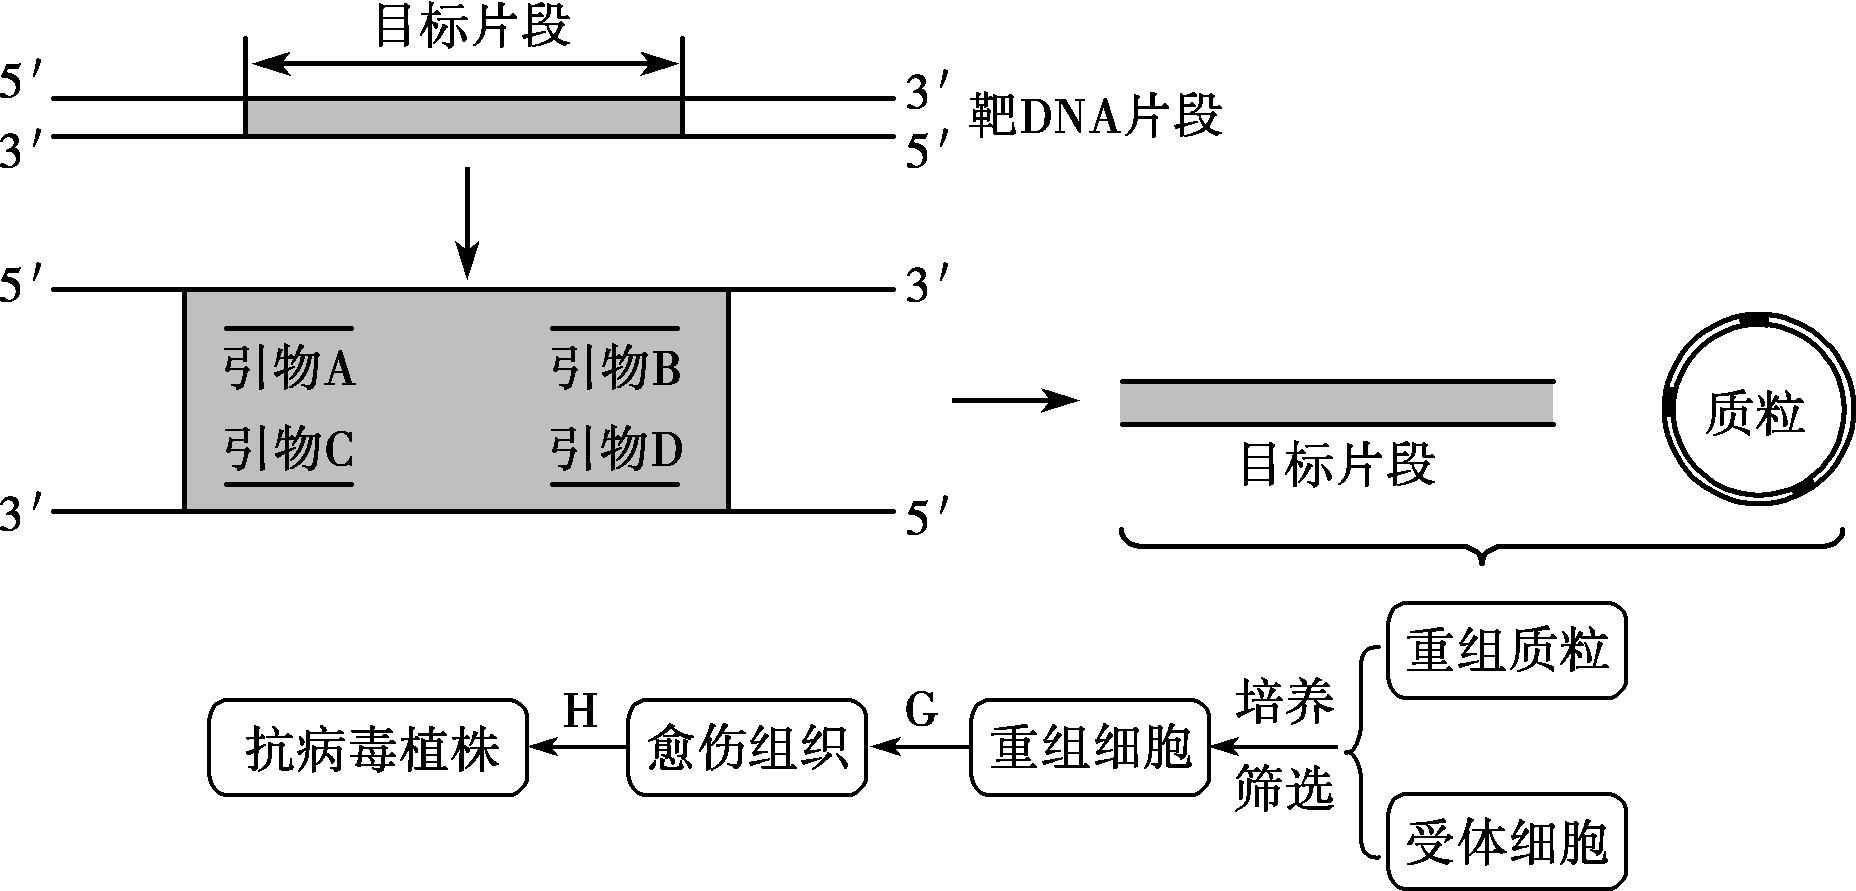 目标片段
5′
3′
3′
5′
靶DNA片段
5′
3′
引物A
引物B
引物C
引物D
3′
5′
目标片段
质粒
重组质粒
培养
筛选
受体细胞
重组细胞
G
愈伤组织
H
抗病毒植株